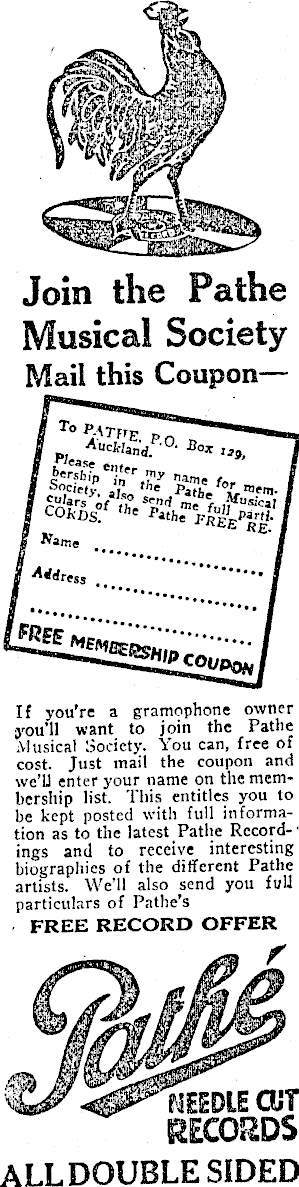 Join the Pathe
Musical Society
Mail this Coupon—
To PATHE, P.O. Box 129,
Auckland.
Please enter my name for mem-
bership in the Pathe Musical
Society, also send me full parti-
culars of the Pathe FREE RE-
CORDS.
Name ........................
Address ......................
..............................
FREE MEMBERSHIP COUPON
If you're a gramophone owner
you'll want to join the Pathe
Musical Society. You can, free of
cost. Just mail the coupon and
we'll enter your name on the mem-
bership list. This entitles you to
be kept posted with full informa-
tion as to the latest Pathe Record-
ings and to receive interesting
biographies of the different Pathe
artists. We'll also send you full
particulars of Pathe's
FREE RECORD OFFER
Pathé
NEEDLE CUT
RECORDS
ALL DOUBLE SIDED